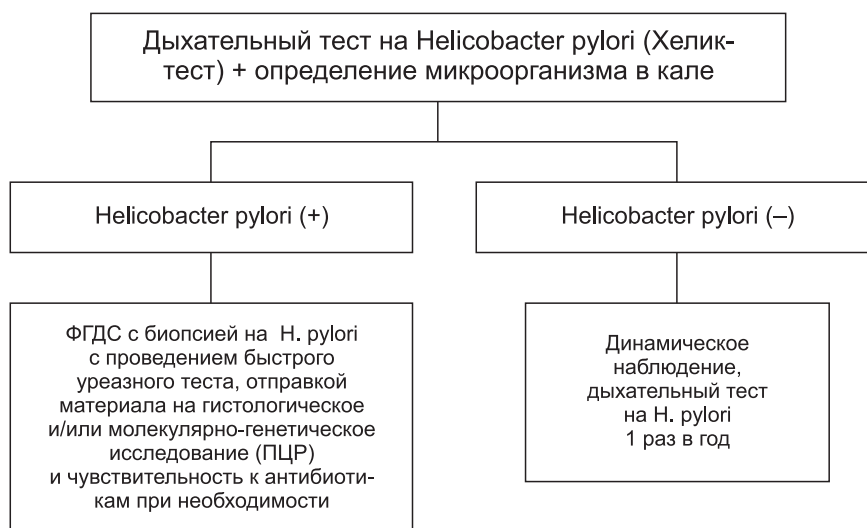 Дыхательный тест на Helicobacter pylori (Хелик-
тест) + определение микроорганизма в кале
Helicobacter pylori (+)
Helicobacter pylori (–)
ФГДС с биопсией на H. pylori
с проведением быстрого
уреазного теста, отправкой
материала на гистологическое
и/или молекулярно-генетическое
исследование (ПЦР)
и чувствительность к антибиоти-
кам при необходимости
Динамическое
наблюдение,
дыхательный тест
на H. pylori
1 раз в год